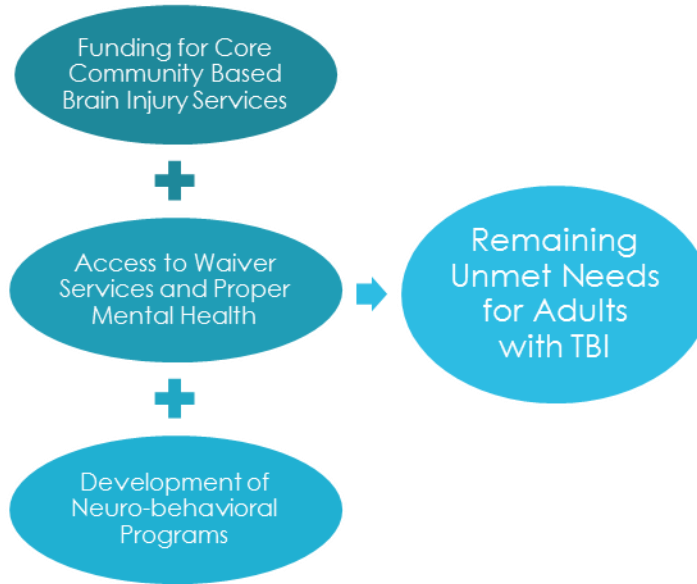 Funding for Core
Community Based
Brain Injury Services
Access to Waiver
Services and Proper
Mental Health
Development of
Neuro-behavioral
Programs
Remaining
Unmet Needs
for Adults
with TBI